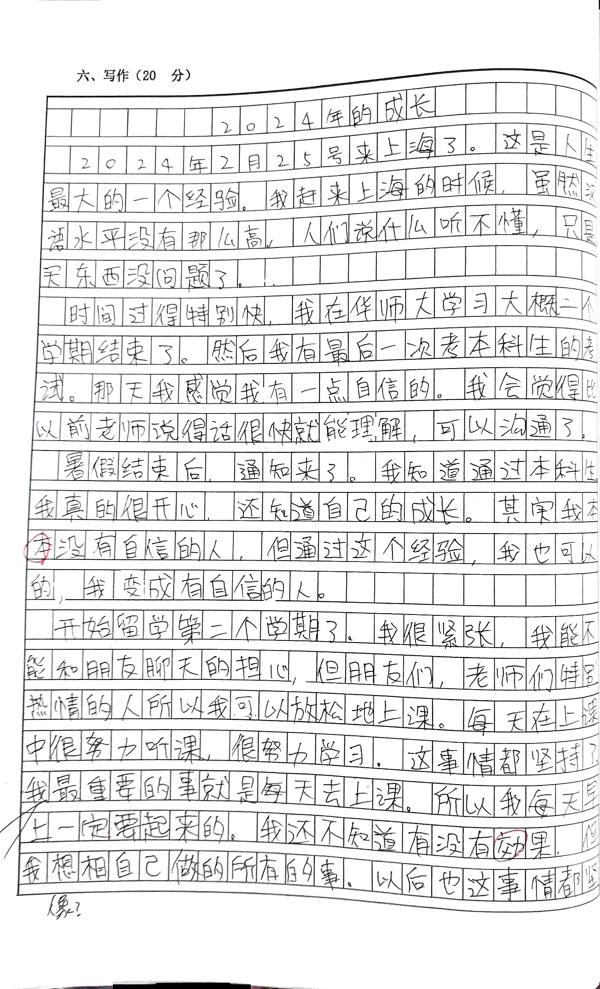 六、写作（20 分）
2024年的成长
2024年2月25号来上海了。这是人生
最大的一个经验。我赶来上海的时候，虽然汉
语水平没有那么高，人们说什么听不懂，只是
买东西没问题了。
时间过得特别快，我在华师大学习大概二个
学期结束了。然后我有最后一次考本科生的考
试。那天我感觉我有一点自信的。我会觉得比
以前老师说得话很快就能理解，可以沟通了。
暑假结束后，通知来了。我知道通过本科生
我真的很开心，还知道自己的成长。其实我本
本没有自信的人，但通过这个经验，我也可以
的，我变成有自信的人。
开始留学第二个学期了。我很紧张，我能不
能和朋友聊天的担心，但朋友们，老师们特别
热情的人所以我可以放松地上课。每天在上课
中很努力听课，很努力学习。这事情都坚持了
我最重要的事就是每天去上课。所以我每天早
上一定要起来的。我还不知道有没有效果，但
我想相自己做的所有的事。以后也这事情都坚
像？